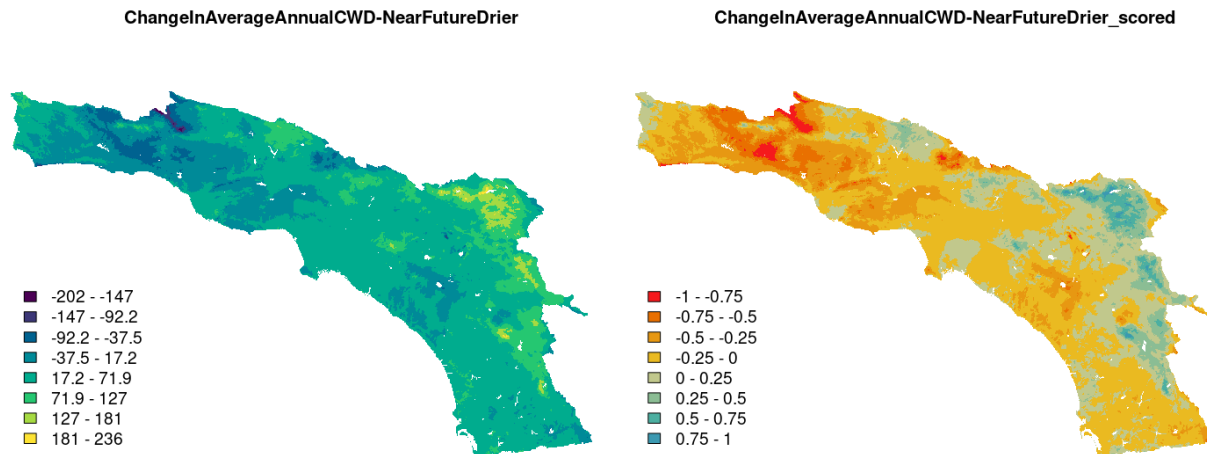 ChangeInAverageAnnualCWD-NearFutureDrier
-202 - -147
-147 - -92.2
-92.2 - -37.5
-37.5 - 17.2
17.2 - 71.9
71.9 - 127
127 - 181
181 - 236
ChangeInAverageAnnualCWD-NearFutureDrier_scored
-1 - -0.75
-0.75 - -0.5
-0.5 - -0.25
-0.25 - 0
0 - 0.25
0.25 - 0.5
0.5 - 0.75
0.75 - 1